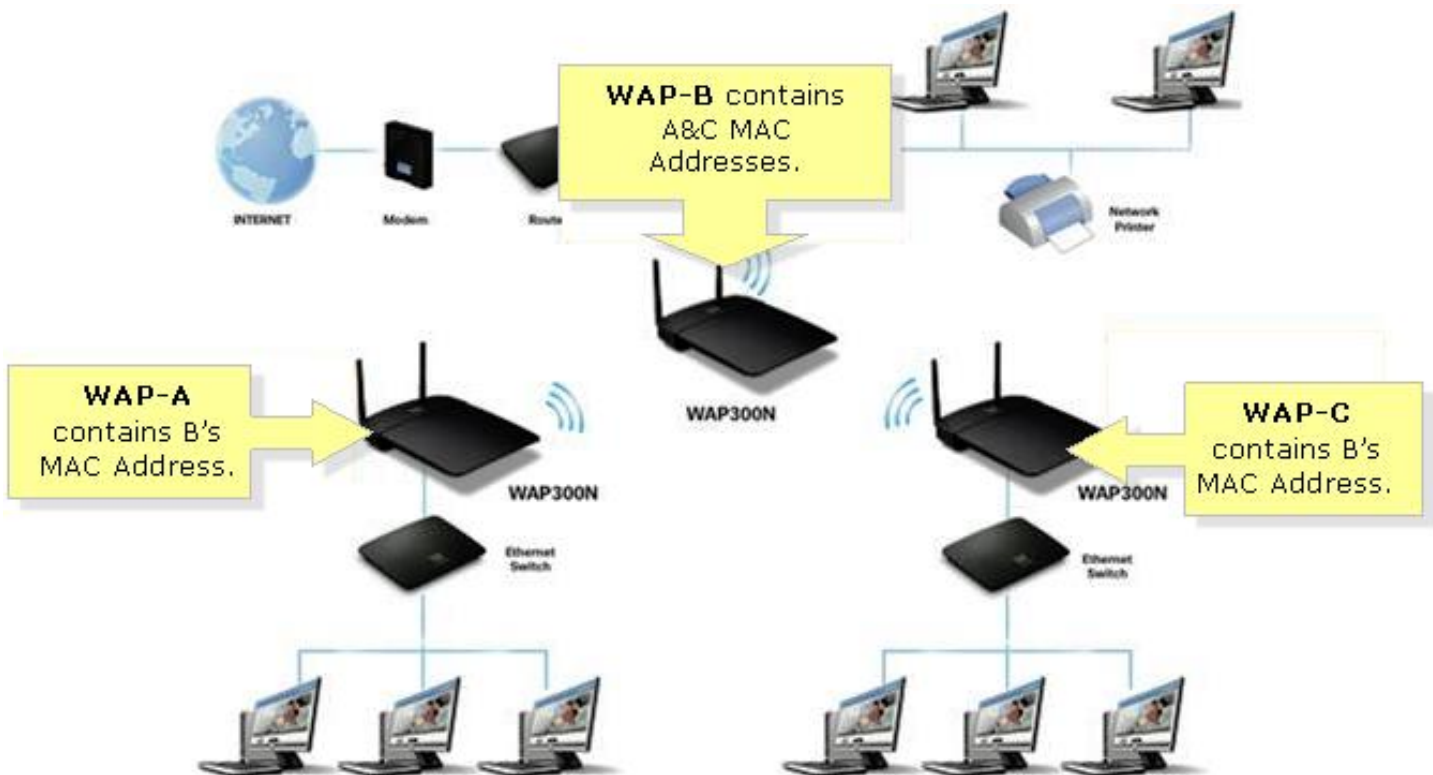 WAP-B contains
A&C MAC
Addresses.
INTERNET
Modem
Route
Network
Printer
WAP300N
WAP-A
contains B's
MAC Address.
WAP300N
WAP-C
contains B's
MAC Address.
WAP300N
Ethernet
Switch
Ethernet
Switch